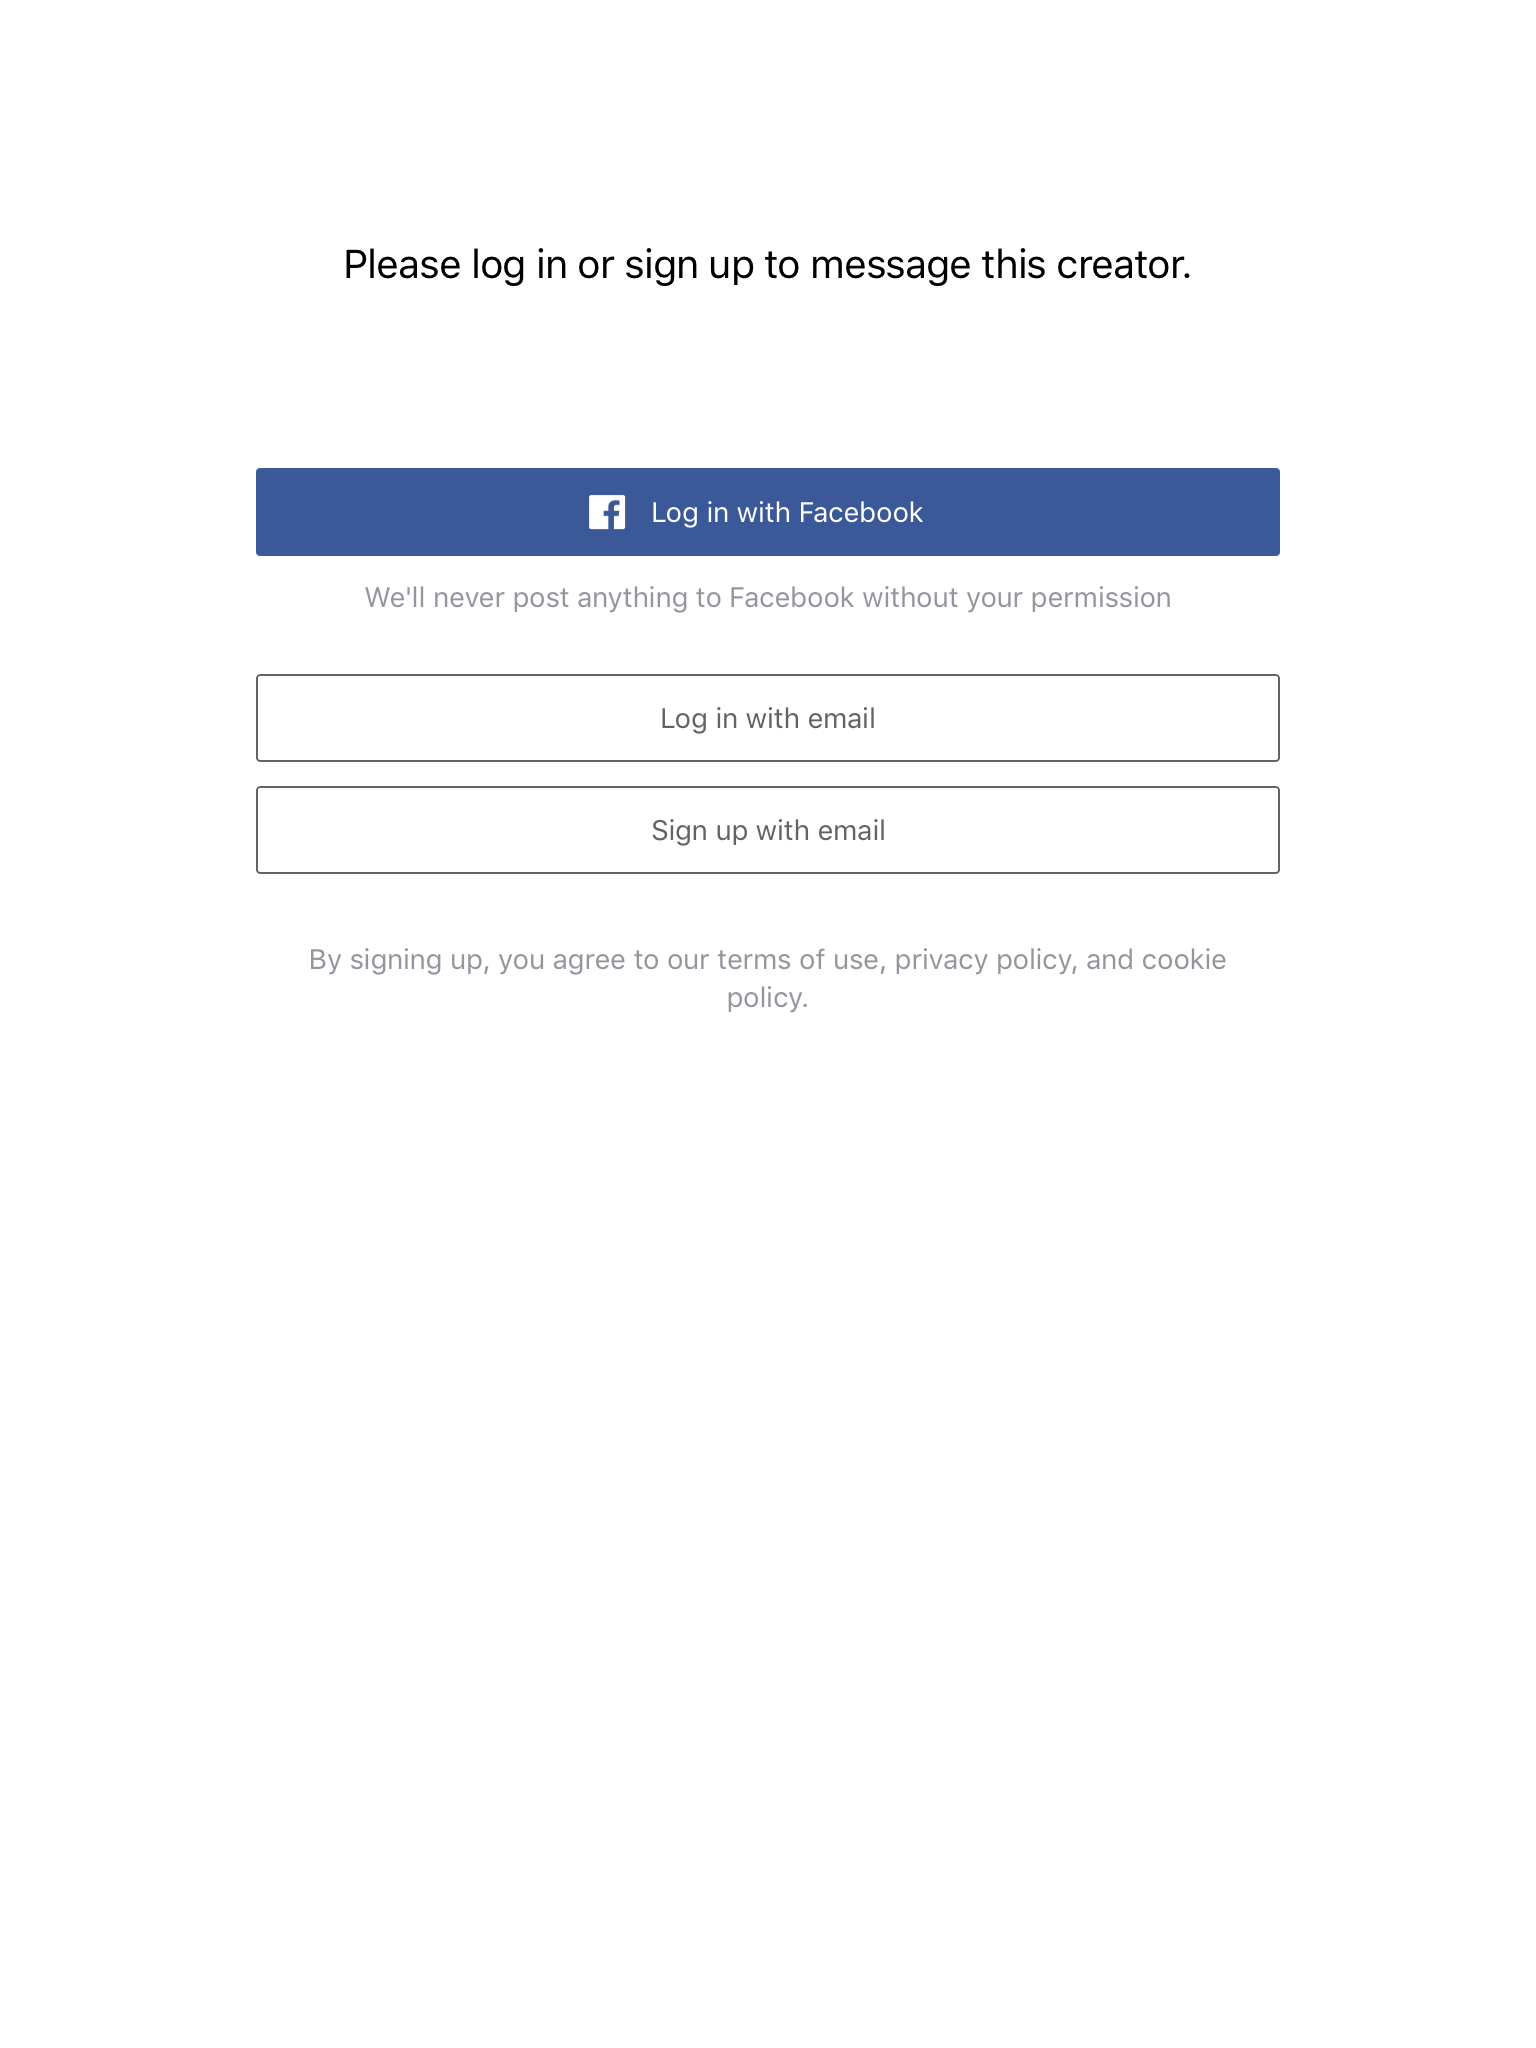 Please log in or sign up to message this creator.
Log in with Facebook
We'll never post anything to Facebook without your permission
Log in with email
Sign up with email
By signing up, you agree to our terms of use, privacy policy, and cookie
policy.